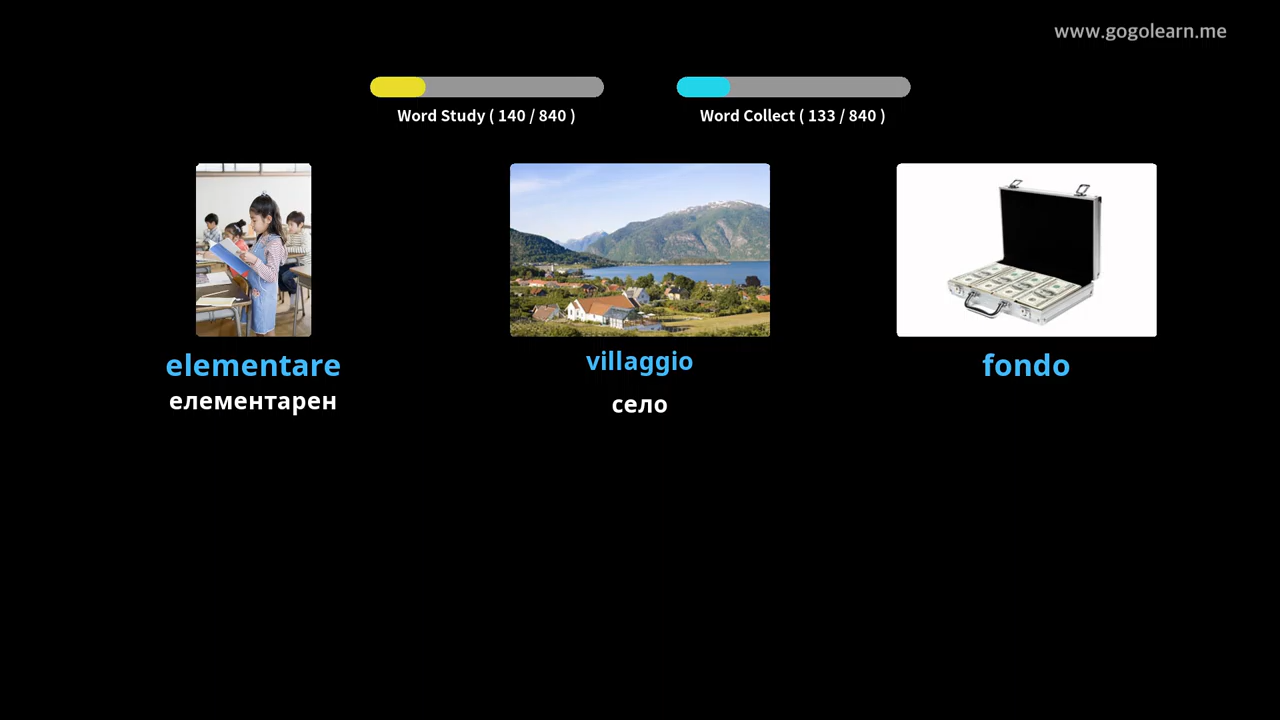 www.gogolearn.me
Word Study ( 140 / 840 )
Word Collect ( 133 / 840 )
elementare
елементарен
villaggio
село
fondo